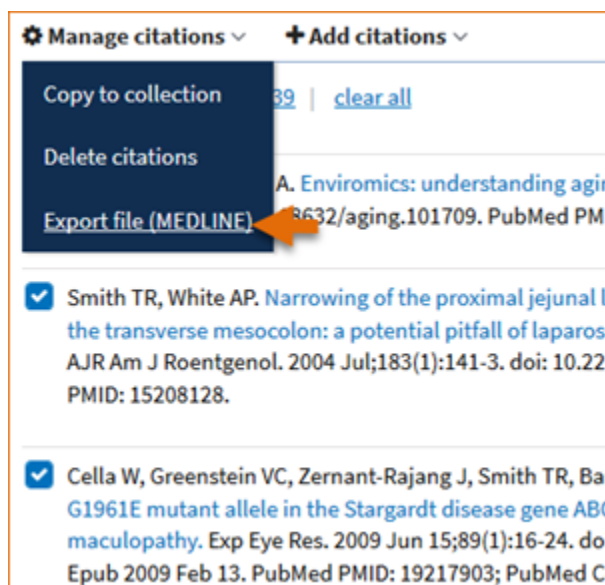 Manage citations Add citations
Copy to collection 39 | clear all
Delete citations
A. Enviromics: understanding agin
Export file (MEDLINE) 18632/aging.101709. PubMed PM
Smith TR, White AP. Narrowing of the proximal jejunal l
the transverse mesocolon: a potential pitfall of laparos
AJR Am J Roentgenol. 2004 Jul;183(1):141-3. doi: 10.22
PMID: 15208128.
Cella W, Greenstein VC, Zernant-Rajang J, Smith TR, Ba
G1961E mutant allele in the Stargardt disease gene ABC
maculopathy. Exp Eye Res. 2009 Jun 15;89(1):16-24. do
Epub 2009 Feb 13. PubMed PMID: 19217903; PubMed C